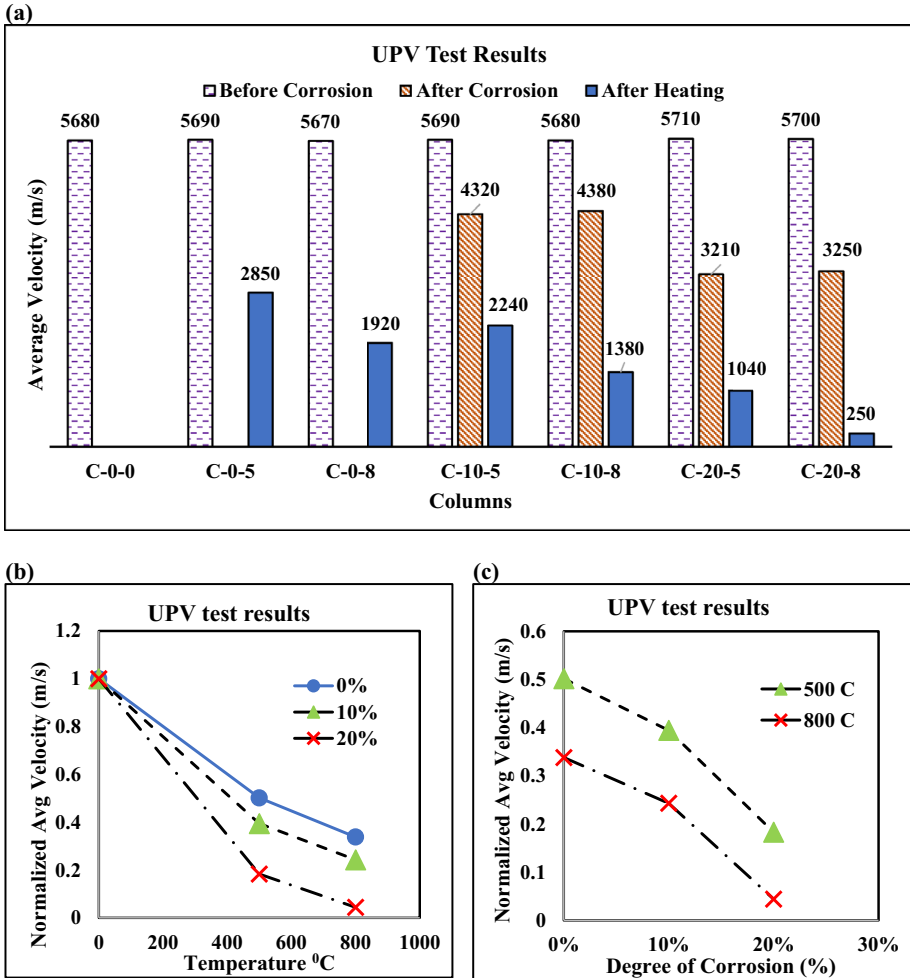 (a)
UPV Test Results
Before Corrosion After Corrosion After Heating
5680 5690 5670 5690 5680 5710 5700
4320 4380
3210 3250
2850
2240
1920
1380
1040
250
Average Velocity (m/s)
C-0-0 C-0-5 C-0-8 C-10-5 C-10-8 C-20-5 C-20-8
Columns
(b)
UPV test results
1.2
1
0.8
0.6
0.4
0.2
0
Normalized Avg Velocity (m/s)
0%
10%
20%
0 200 400 600 800 1000
Temperature ⁰C
(c)
UPV test results
0.6
0.5
0.4
0.3
0.2
0.1
0
Normalized Avg Velocity (m/s)
500 C
800 C
0% 10% 20% 30%
Degree of Corrosion (%)